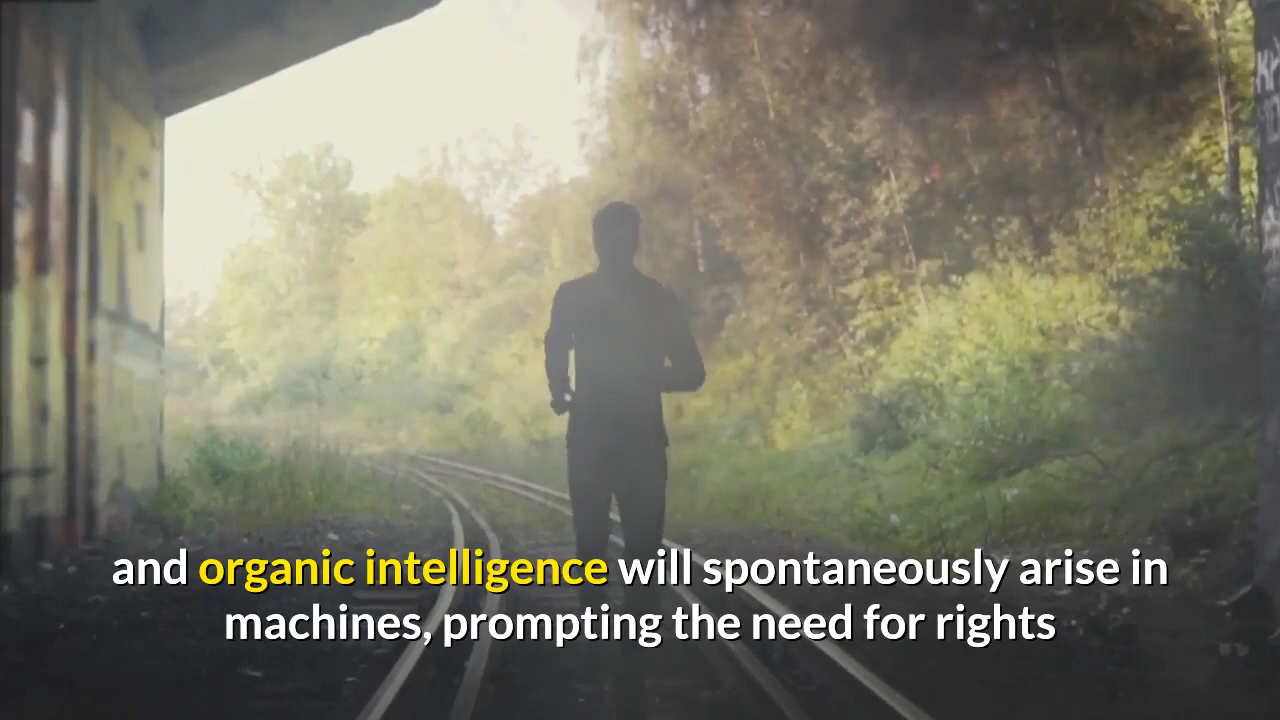 and organic intelligence will spontaneously arise in
machines, prompting the need for rights